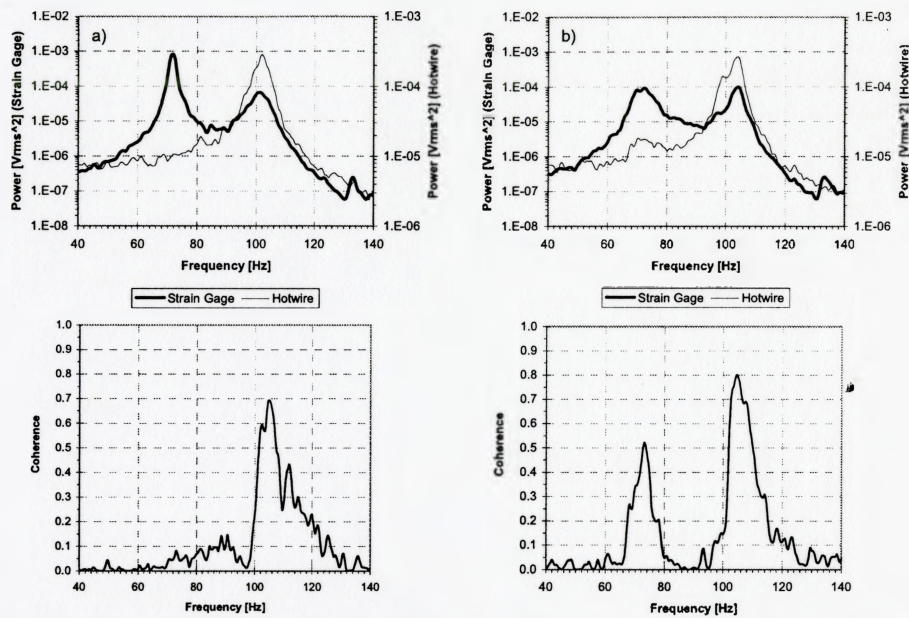 a)
1.E-02
1.E-03
1.E-04
1.E-05
1.E-06
1.E-07
1.E-08
Power [Vrms^2] (Strain Gage)
1.E-03
1.E-04
1.E-05
1.E-06
Power [Vrms^2] (Hotwire)
40 60 80 100 120 140
Frequency [Hz]
Strain Gage Hotwire
b)
1.E-02
1.E-03
1.E-04
1.E-05
1.E-06
1.E-07
1.E-08
Power [Vrms^2] (Strain Gage)
1.E-03
1.E-04
1.E-05
1.E-06
Power [Vrms^2] (Hotwire)
40 60 80 100 120 140
Frequency [Hz]
Strain Gage Hotwire
1.0
0.9
0.8
0.7
0.6
0.5
0.4
0.3
0.2
0.1
0.0
Coherence
40 60 80 100 120 140
Frequency [Hz]
1.0
0.9
0.8
0.7
0.6
0.5
0.4
0.3
0.2
0.1
0.0
Coherence
40 60 80 100 120 140
Frequency [Hz]